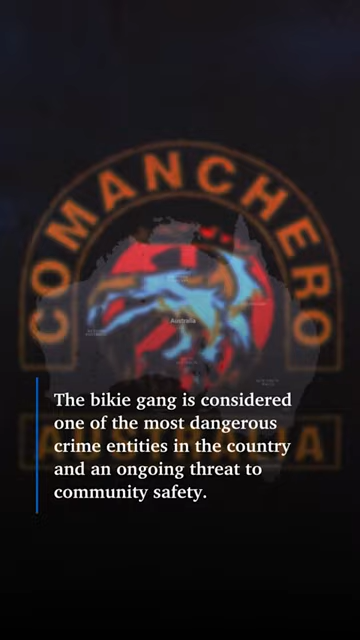 COMANCHERO
Australia
The bikie gang is considered
one of the most dangerous
crime entities in the country
and an ongoing threat to
community safety.
AUSTRALIA